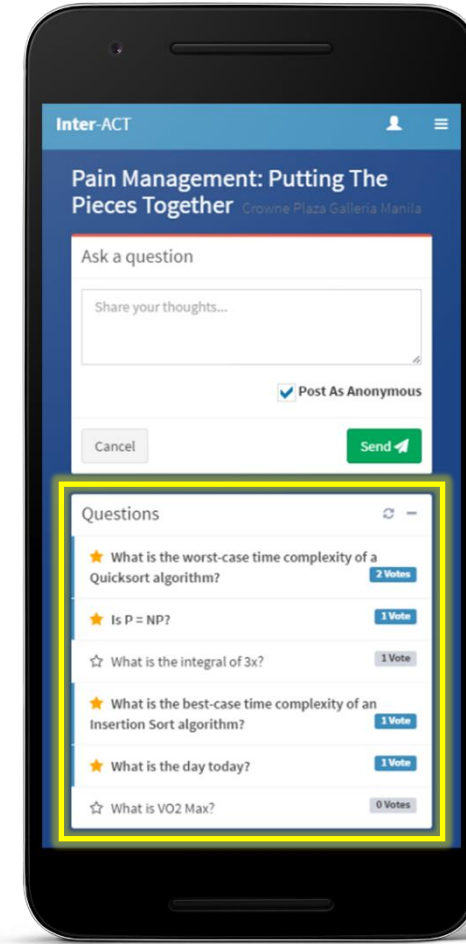 Inter-ACT
Pain Management: Putting The
Pieces Together Crowne Plaza Galleria Manila
Ask a question
Share your thoughts...
Post As Anonymous
Cancel
Send
Questions
What is the worst-case time complexity of a
Quicksort algorithm?
2 Votes
Is P = NP?
1 Vote
What is the integral of 3x?
1 Vote
What is the best-case time complexity of an
Insertion Sort algorithm?
1 Vote
What is the day today?
1 Vote
What is VO2 Max?
0 Votes